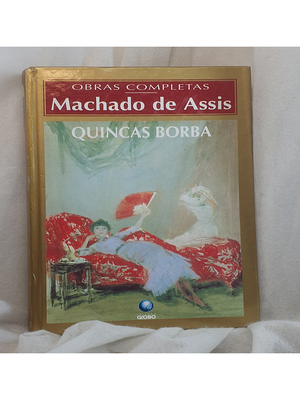 OBRAS COMPLETAS
Machado de Assis
QUINCAS BORBA
GLOBO